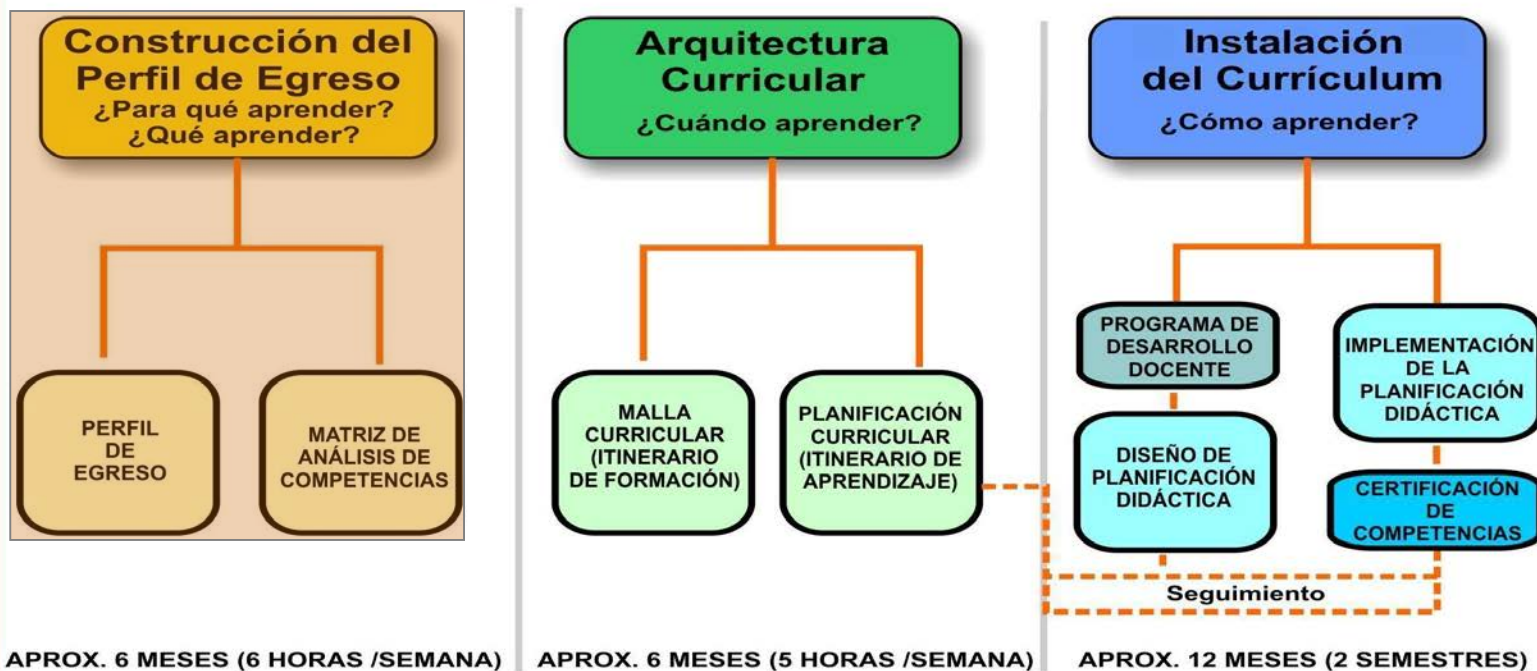 Construcción del
Perfil de Egreso
¿Para qué aprender?
¿Qué aprender?
PERFIL
DE
EGRESO
MATRIZ DE
ANÁLISIS DE
COMPETENCIAS
APROX. 6 MESES (6 HORAS /SEMANA)
Arquitectura
Curricular
¿Cuándo aprender?
MALLA
CURRICULAR
(ITINERARIO
DE FORMACIÓN)
PLANIFICACIÓN
CURRICULAR
(ITINERARIO DE
APRENDIZAJE)
APROX. 6 MESES (5 HORAS/SEMANA)
Instalación
del Currículum
¿Cómo aprender?
PROGRAMA DE
DESARROLLO
DOCENTE
DISEÑO DE
PLANIFICACIÓN
DIDÁCTICA
IMPLEMENTACIÓN
DE LA
PLANIFICACIÓN
DIDÁCTICA
CERTIFICACIÓN
DE
COMPETENCIAS
Seguimiento
APROX. 12 MESES (2 SEMESTRES)